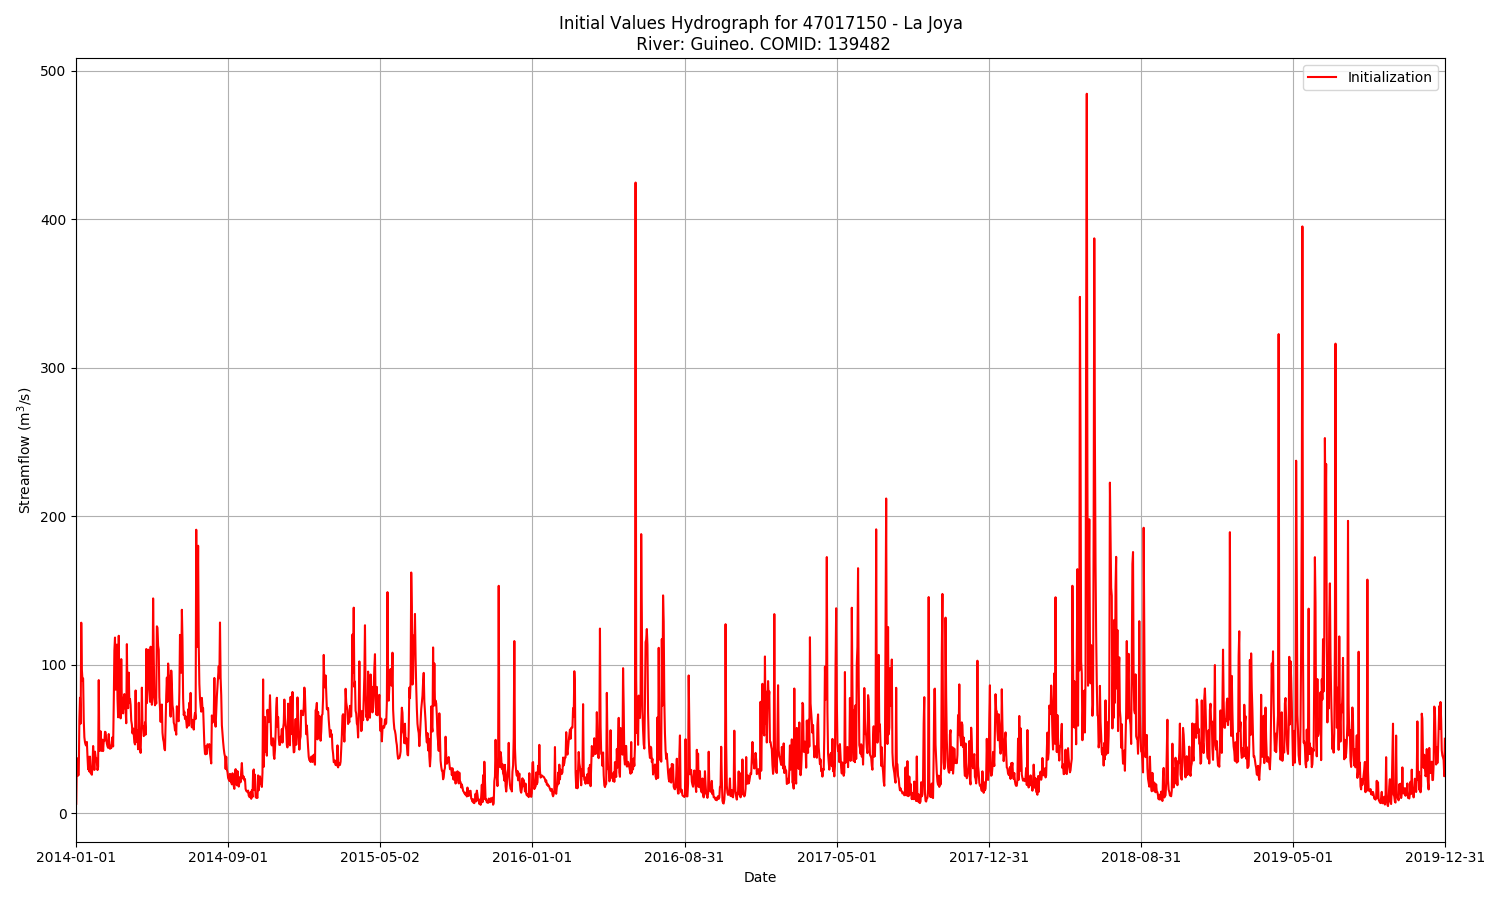 Initial Values Hydrograph for 47017150 - La Joya
River: Guineo. COMID: 139482
Initialization
500
400
300
200
100
0
Streamflow (m³/s)
2014-01-01 2014-09-01 2015-05-02 2016-01-01 2016-08-31 2017-05-01 2017-12-31 2018-08-31 2019-05-01 2019-12-31
Date